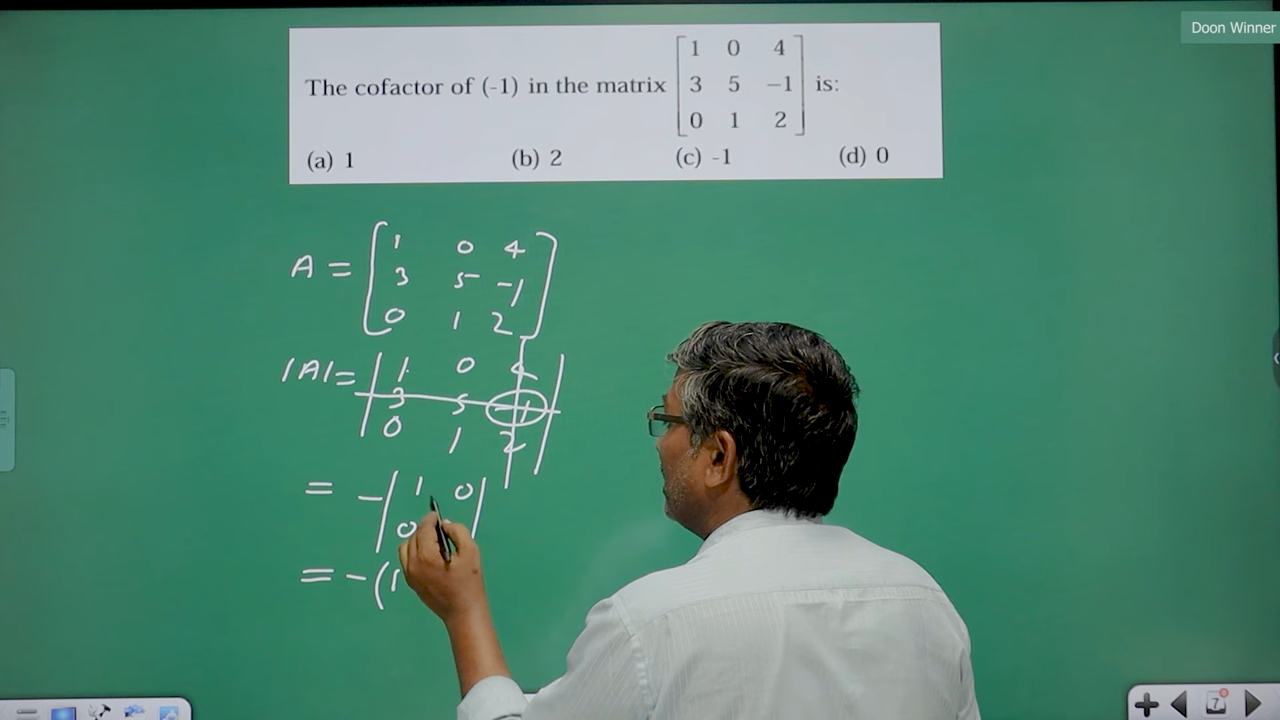 Doon Winner
The cofactor of (-1) in the matrix [1 0 4
3 5 -1
0 1 2] is:
(a) 1 (b) 2 (c) -1 (d) 0
A = [1 0 4
3 5 -1
0 1 2]
|A| = |1 0 4
3 5 -1
0 1 2|
= -|1 0
0
= -(1
7